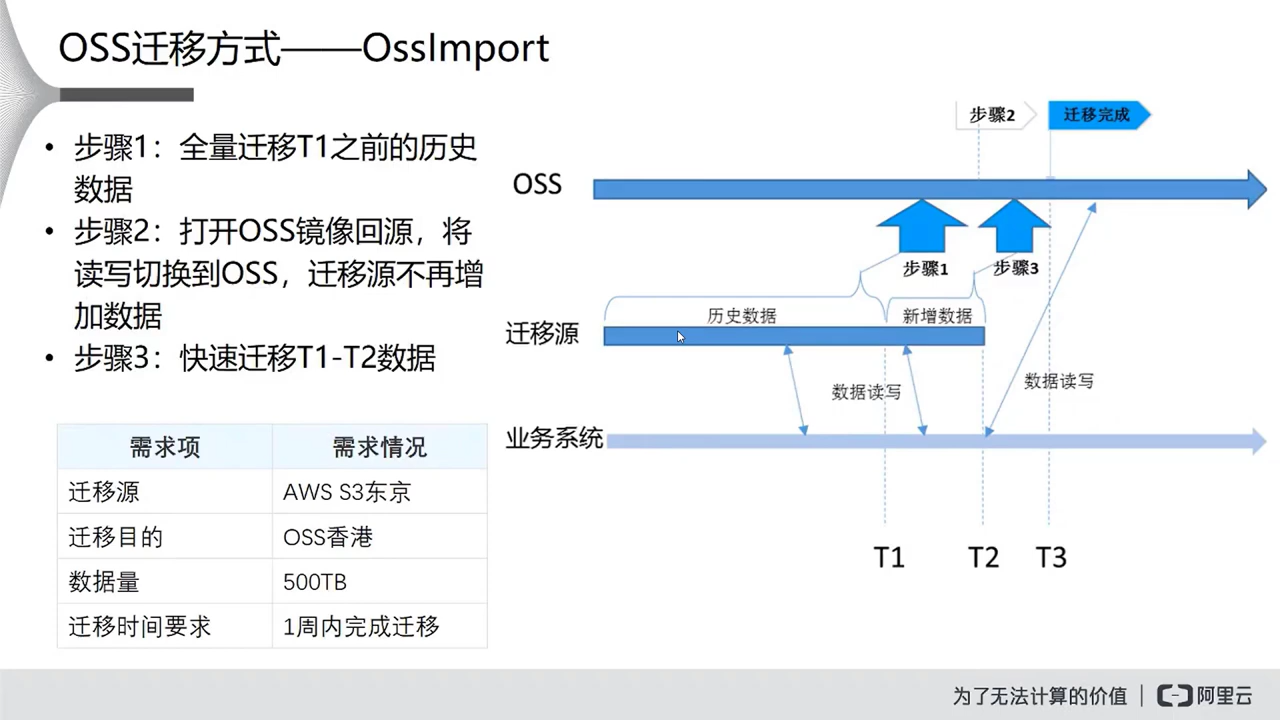 OSS迁移方式——OssImport
• 步骤1：全量迁移T1之前的历史
数据
• 步骤2：打开OSS镜像回源，将
读写切换到OSS，迁移源不再增
加数据
• 步骤3：快速迁移T1-T2数据
需求项 需求情况
迁移源 AWS S3东京
迁移目的 OSS香港
数据量 500TB
迁移时间要求 1周内完成迁移
步骤2 迁移完成
OSS
步骤1 步骤3
历史数据 新增数据
迁移源
数据读写 数据读写
业务系统
T1 T2 T3
为了无法计算的价值 | 阿里云